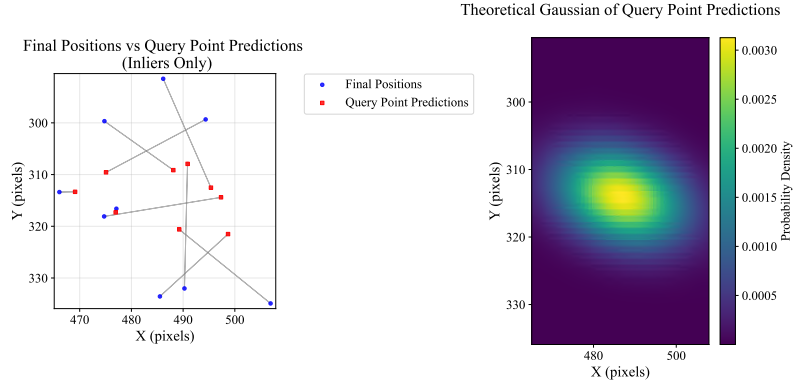 Theoretical Gaussian of Query Point Predictions
Final Positions vs Query Point Predictions
(Inliers Only)
Final Positions
Query Point Predictions
300
310
320
330
Y (pixels)
470
480
490
500
X (pixels)
300
310
320
330
Y (pixels)
480
500
X (pixels)
0.0030
0.0025
0.0020
0.0015
0.0010
0.0005
Probability Density